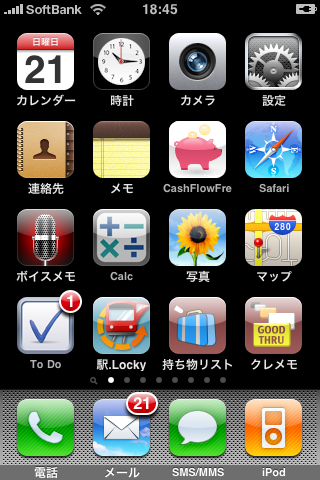 SoftBank 18:45
日曜日
21
280
カレンダー 時計 カメラ 設定
連絡先 メモ CashFlowFre Safari
ボイスメモ Calc 写真 マップ
1
GOOD
THRU
To Do 駅.Locky 持ち物リスト クレメモ
21
電話 メール SMS/MMS iPod